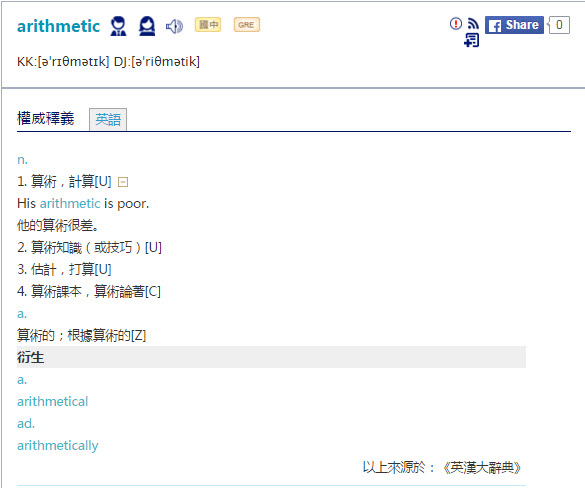 arithmetic 國中 GRE Share 0
KK:[əˋrɪθmətɪk] DJ:[əˋriθmətik]
權威釋義 英語
n.
1. 算術，計算[U]
His arithmetic is poor.
他的算術很差。
2. 算術知識（或技巧）[U]
3. 估計，打算[U]
4. 算術課本，算術論著[C]
a.
算術的；根據算術的[Z]
衍生
a.
arithmetical
ad.
arithmetically
以上來源於：《英漢大辭典》